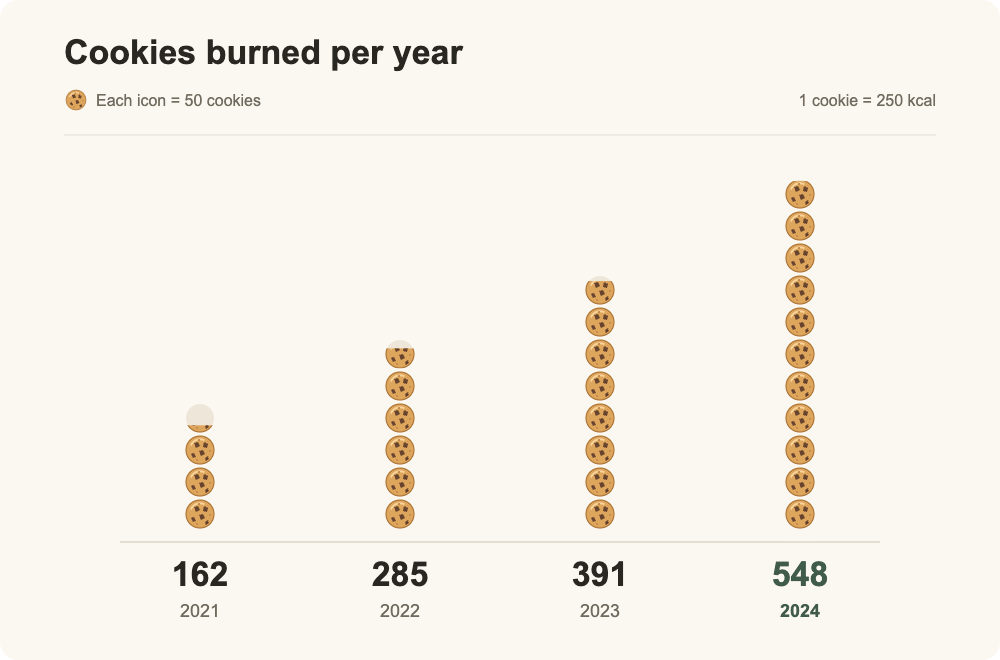 Cookies burned per year
Each icon = 50 cookies
1 cookie = 250 kcal
162
285
391
548
2021
2022
2023
2024